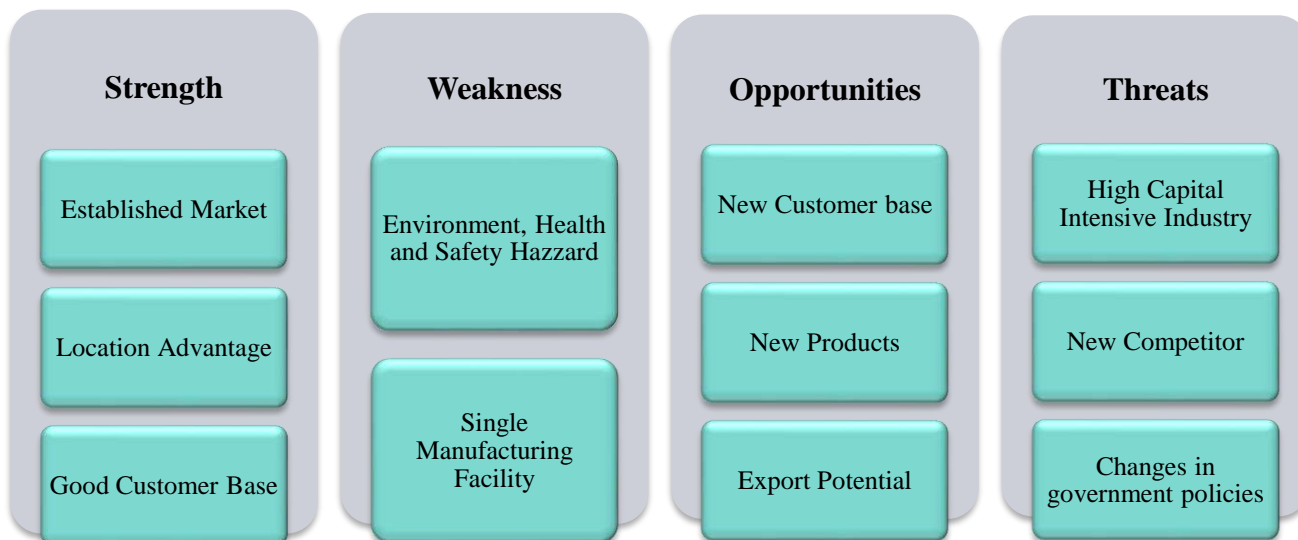 Strength
Established Market
Location Advantage
Good Customer Base
Weakness
Environment, Health
and Safety Hazzard
Single
Manufacturing
Facility
Opportunities
New Customer base
New Products
Export Potential
Threats
High Capital
Intensive Industry
New Competitor
Changes in
government policies